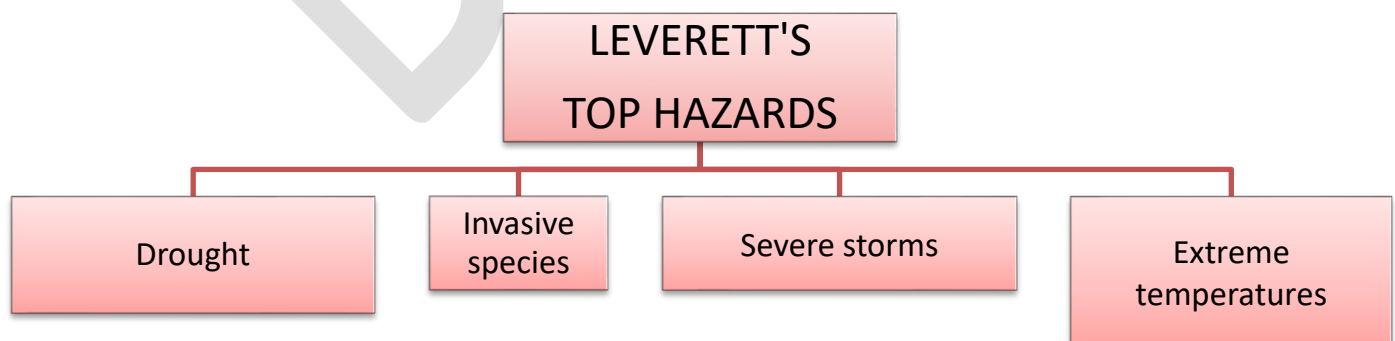 LEVERETT'S
TOP HAZARDS
Drought
Invasive
species
Severe storms
Extreme
temperatures